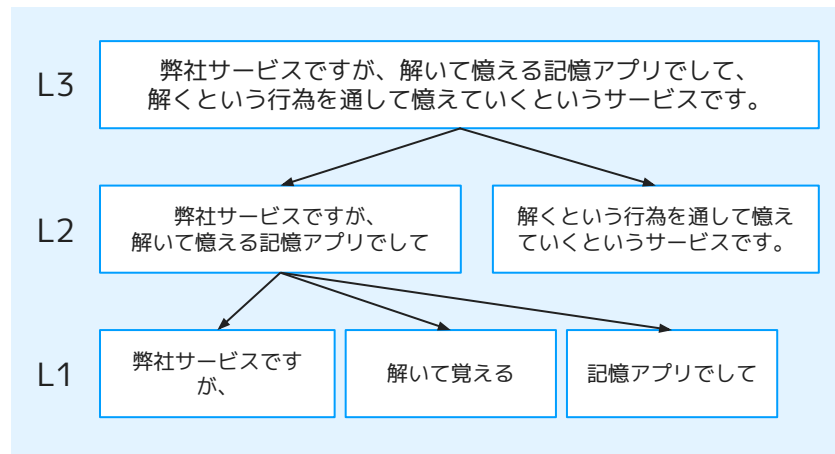 L3
弊社サービスですが、解いて憶える記憶アプリでして、
解くという行為を通して憶えていくというサービスです。
L2
弊社サービスですが、
解いて憶える記憶アプリでして
解くという行為を通して憶え
ていくというサービスです。
L1
弊社サービスです
が、
解いて覚える
記憶アプリでして